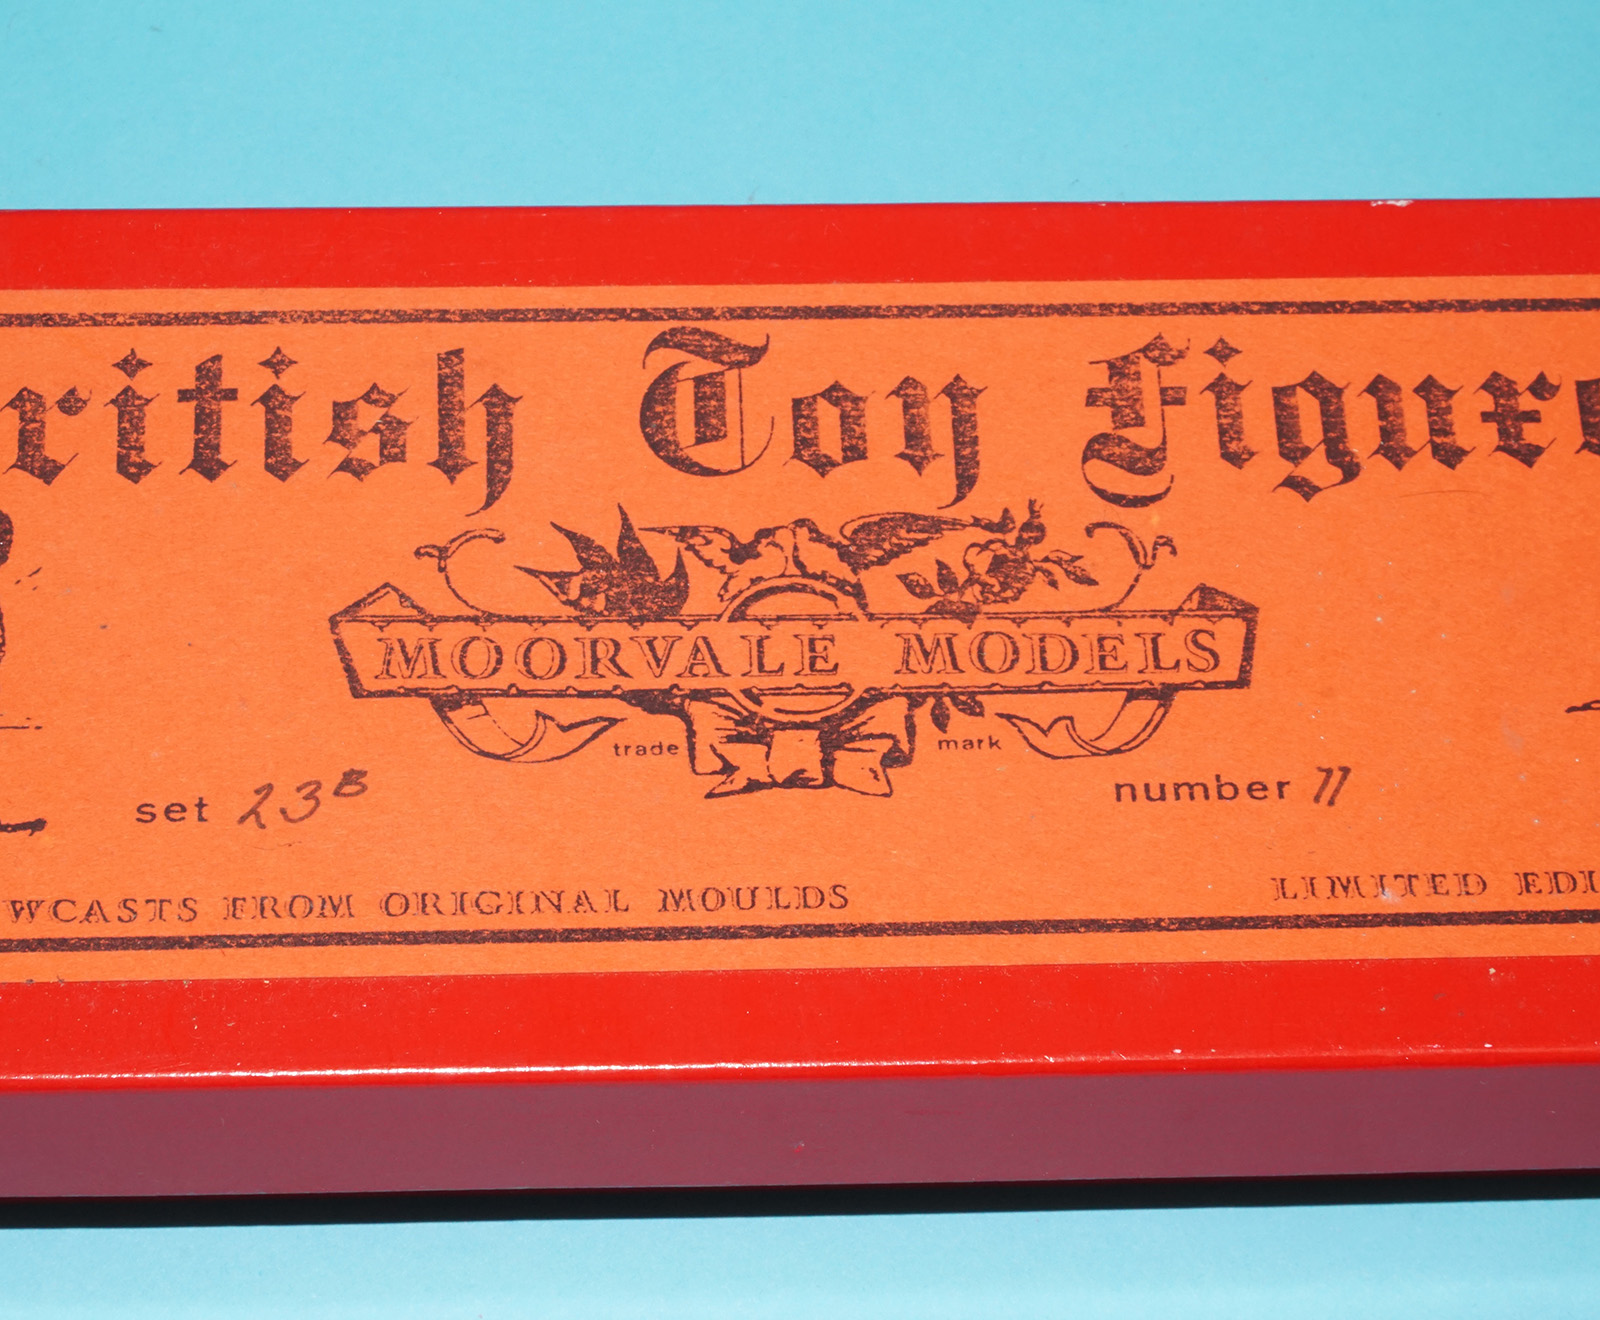 ritish Toy Figure
MOORVALE MODELS
trade mark
set 23B
number 11
WCASTS FROM ORIGINAL MOULDS
LIMITED EDI